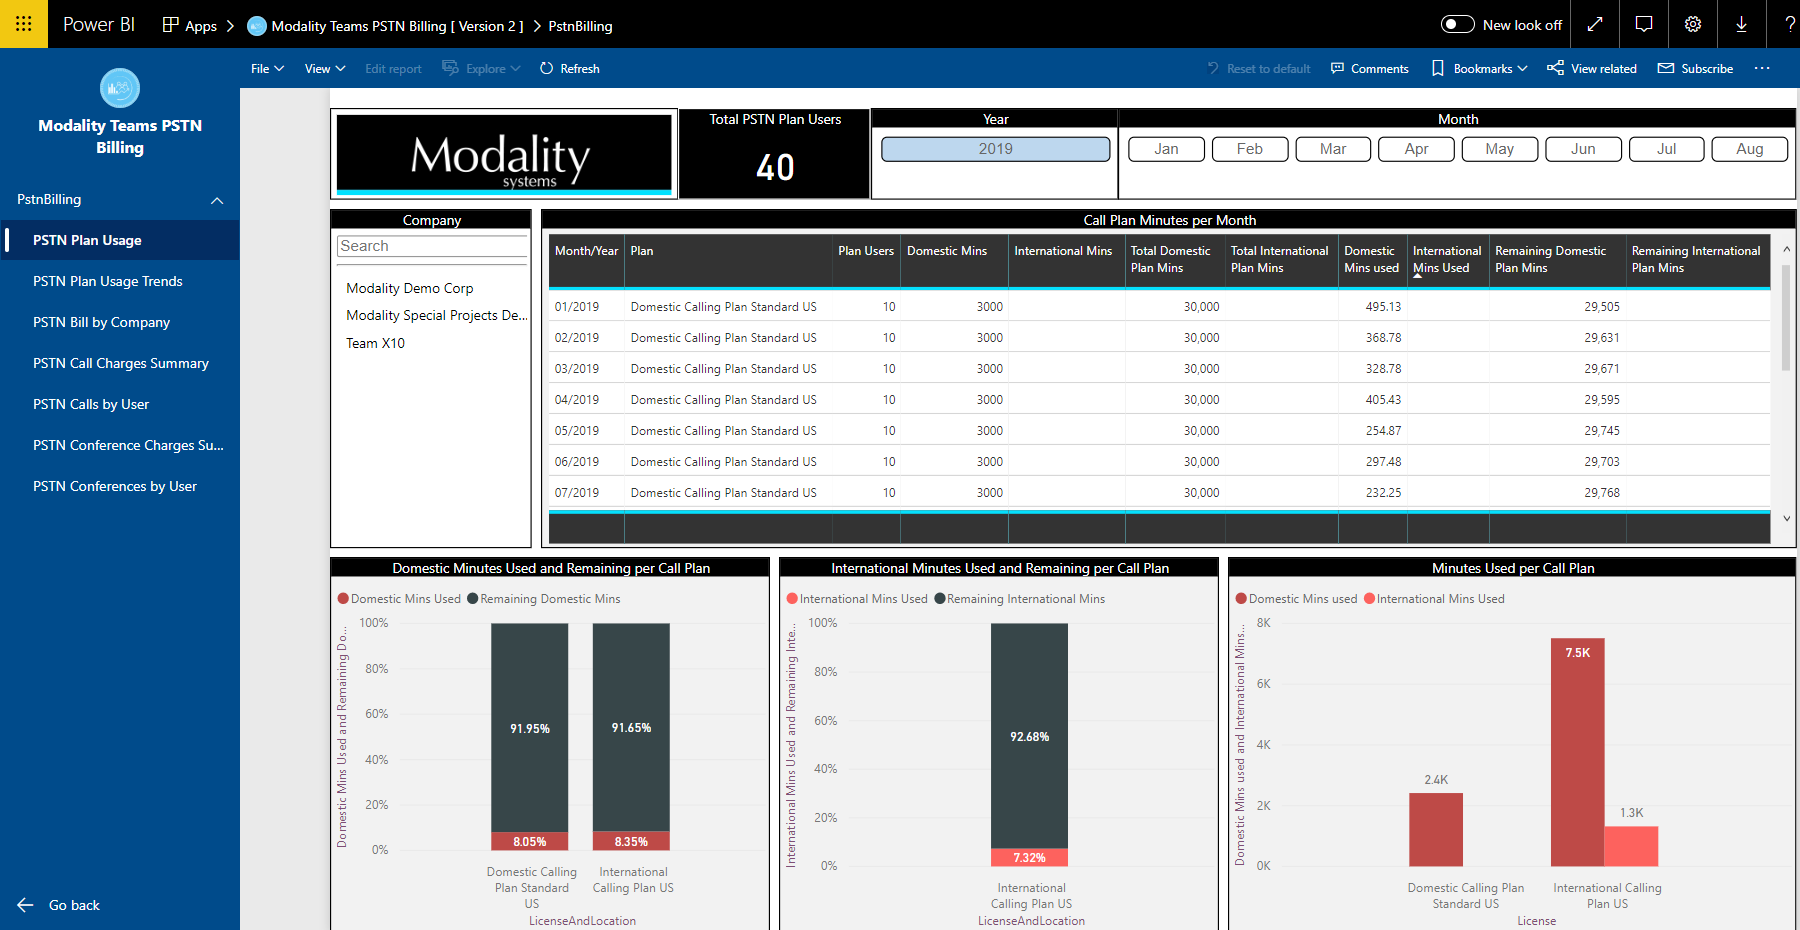 Power BI Apps Modality Teams PSTN Billing [ Version 2 ] PstnBilling New look off ?
File View Edit report Explore Refresh Reset to default Comments Bookmarks View related Subscribe ...
Modality Teams PSTN
Billing
PstnBilling
PSTN Plan Usage
PSTN Plan Usage Trends
PSTN Bill by Company
PSTN Call Charges Summary
PSTN Calls by User
PSTN Conference Charges Su...
PSTN Conferences by User
Go back
Modality
systems
Total PSTN Plan Users
40
Year
2019
Month
Jan Feb Mar Apr May Jun Jul Aug
Company
Search
Modality Demo Corp
Modality Special Projects De...
Team X10
Call Plan Minutes per Month
Month/Year Plan Plan Users Domestic Mins International Mins Total Domestic Total International Domestic International Remaining Domestic Remaining International
Plan Mins Plan Mins Mins used Mins Used Plan Mins Plan Mins
01/2019 Domestic Calling Plan Standard US 10 3000 30,000 495.13 29,505
02/2019 Domestic Calling Plan Standard US 10 3000 30,000 368.78 29,631
03/2019 Domestic Calling Plan Standard US 10 3000 30,000 328.78 29,671
04/2019 Domestic Calling Plan Standard US 10 3000 30,000 405.43 29,595
05/2019 Domestic Calling Plan Standard US 10 3000 30,000 254.87 29,745
06/2019 Domestic Calling Plan Standard US 10 3000 30,000 297.48 29,703
07/2019 Domestic Calling Plan Standard US 10 3000 30,000 232.25 29,768
Domestic Minutes Used and Remaining per Call Plan
Domestic Mins Used Remaining Domestic Mins
Domestic Mins Used and Remaining Do...
100%
80%
60%
40%
20%
0%
91.95% 91.65%
8.05% 8.35%
Domestic Calling International
Plan Standard Calling Plan US
US
LicenseAndLocation
International Minutes Used and Remaining per Call Plan
International Mins Used Remaining International Mins
International Mins Used and Remaining Inte...
100%
80%
60%
40%
20%
0%
92.68%
7.32%
International
Calling Plan US
LicenseAndLocation
Minutes Used per Call Plan
Domestic Mins used International Mins Used
Domestic Mins used and International Mins...
8K
6K
4K
2K
0K
7.5K
2.4K
1.3K
Domestic Calling Plan International Calling
Standard US Plan US
License